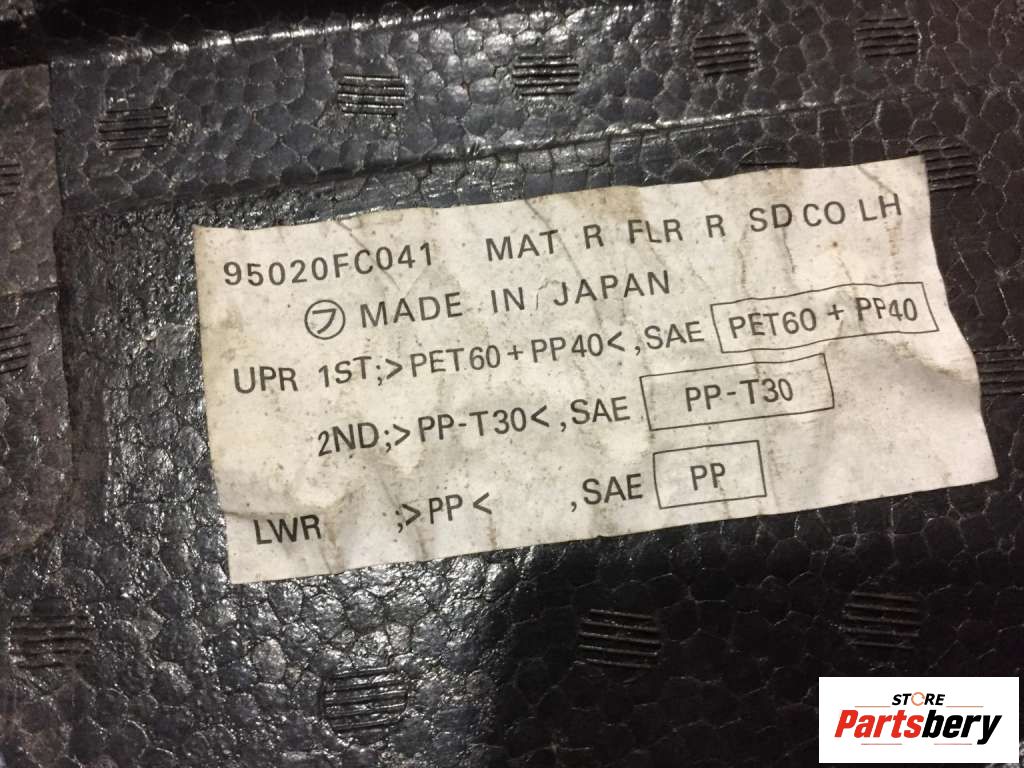 95020FC041 MAT R FLR R SD CO LH
フ MADE IN JAPAN
UPR 1ST;>PET60+PP40<,SAE PET60+PP40
2ND;>PP-T30<,SAE PP-T30
LWR ;>PP< ,SAE PP
STORE
Partsbery